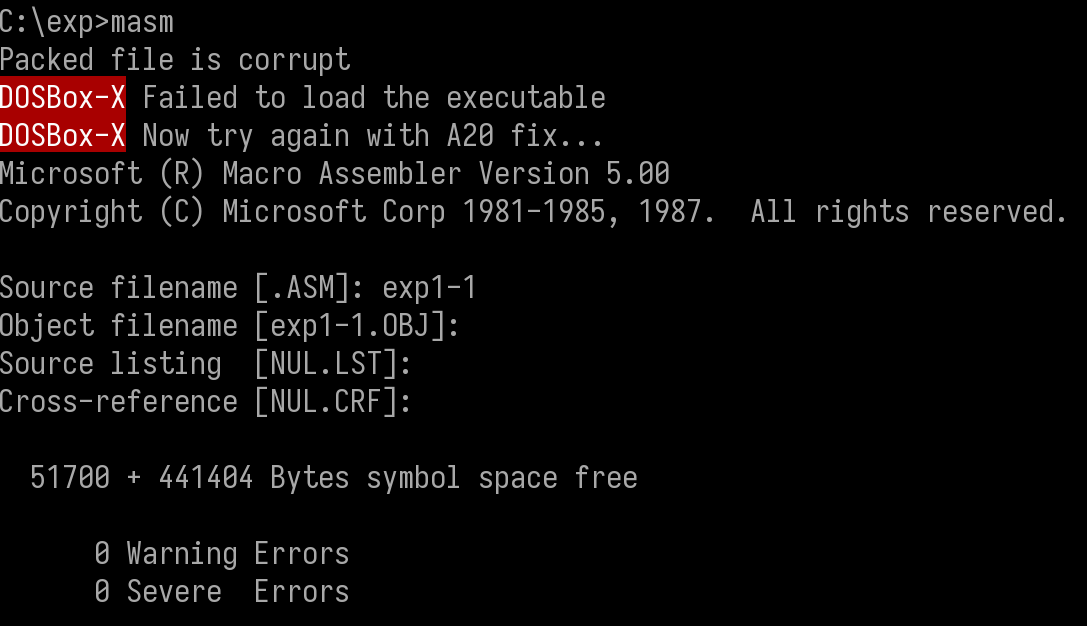 C:\exp>masm
Packed file is corrupt
DOSBox-X Failed to load the executable
DOSBox-X Now try again with A20 fix...
Microsoft (R) Macro Assembler Version 5.00
Copyright (C) Microsoft Corp 1981-1985, 1987.  All rights reserved.
Source filename [.ASM]: exp1-1
Object filename [exp1-1.OBJ]:
Source listing  [NUL.LST]:
Cross-reference [NUL.CRF]:
51700 + 441404 Bytes symbol space free
0 Warning Errors
0 Severe  Errors